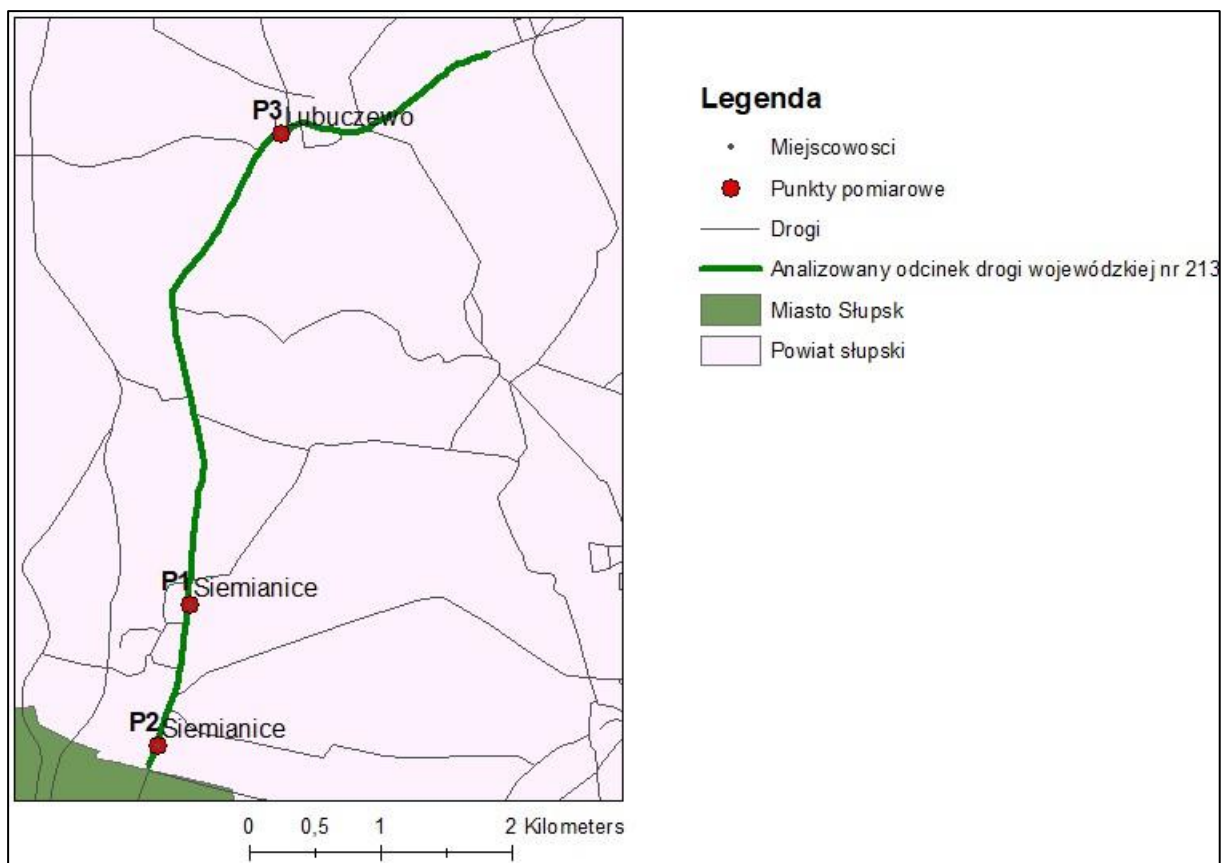 P3 Lubuczewo
P1 Siemianice
P2 Siemianice
0 0,5 1 2 Kilometers
Legenda
Miejscowosci
Punkty pomiarowe
Drogi
Analizowany odcinek drogi wojewódzkiej nr 213
Miasto Słupsk
Powiat słupski